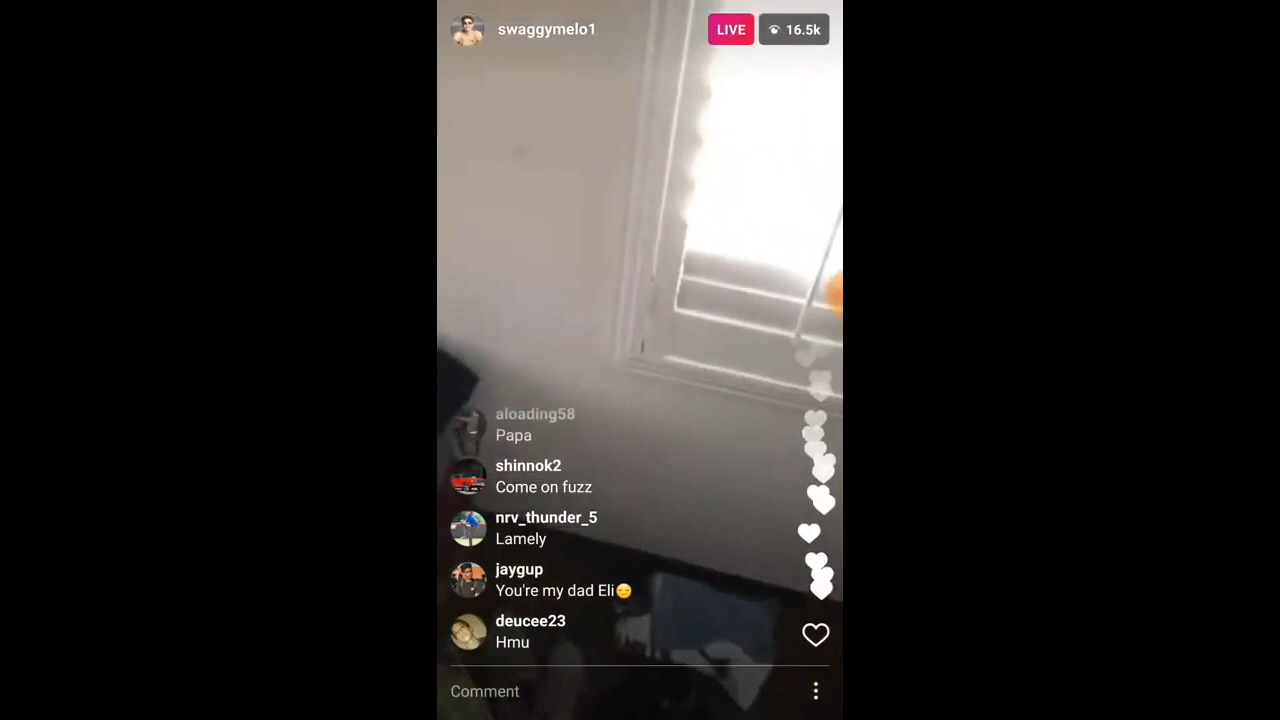 swaggymelo1
LIVE
16.5k
aloading58
Papa
shinnok2
Come on fuzz
nrv_thunder_5
Lamely
jaygup
You're my dad Eli😏
deucee23
Hmu
Comment